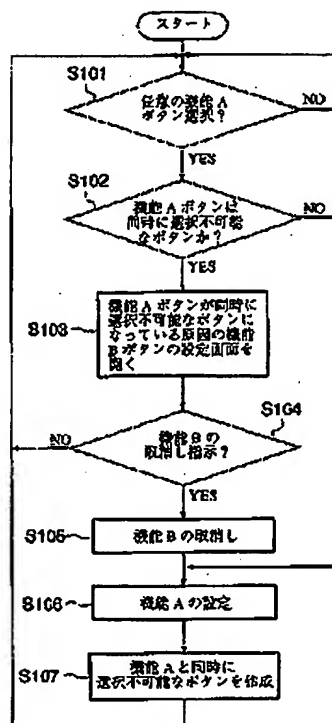 スタート
S101
任意の機能A
ボタン選択？
NO
YES
S102
機能Aボタンは
同時に選択不可能
なボタンか？
NO
YES
S103
機能Aボタンが同時に
選択不可能なボタンに
なっている原因の機能
Bボタンの設定画面を
開く
S104
機能Bの
取消し指示？
NO
YES
S105
機能Bの取消し
S106
機能Aの設定
S107
機能Aと同時に
選択不可能なボタンを作成